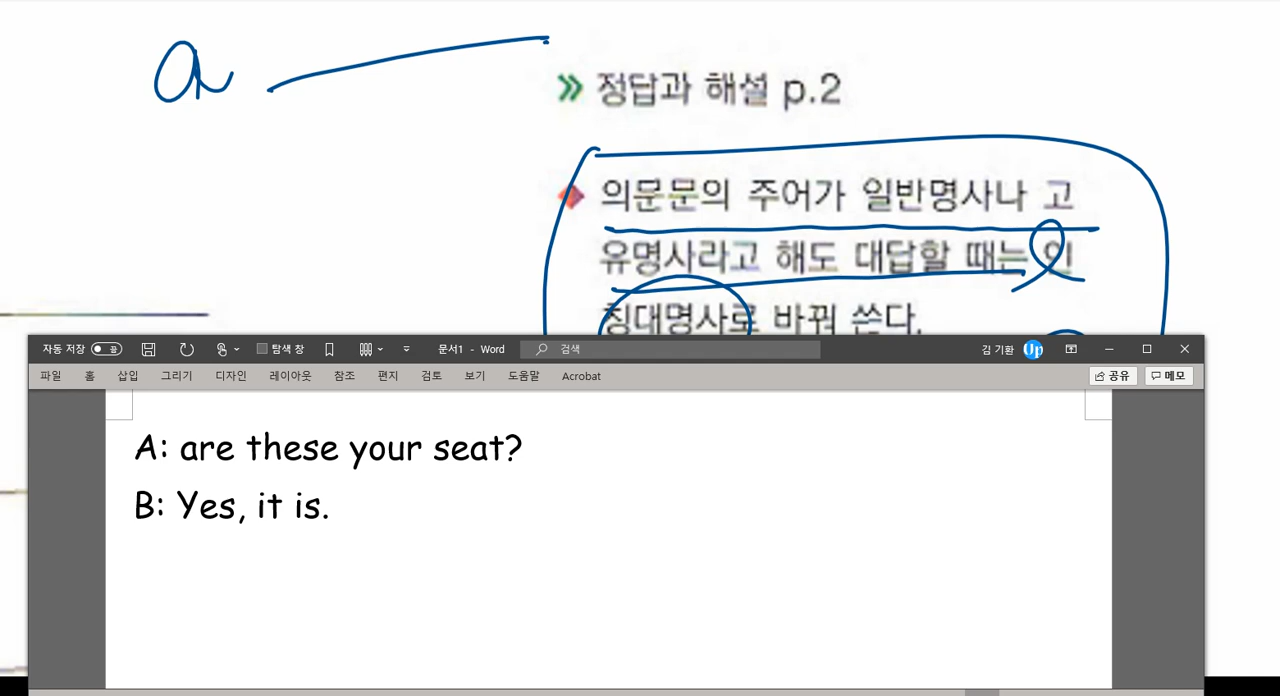 a
정답과 해설 p.2
의문문의 주어가 일반명사나 고
유명사라고 해도 대답할 때는 인
칭대명사로 바꿔 쓴다.
자동 저장 끔 탐색 창 문서1 - Word 검색 김 기환
파일 홈 삽입 그리기 디자인 레이아웃 참조 편지 검토 보기 도움말 Acrobat 공유 메모
A: are these your seat?
B: Yes, it is.